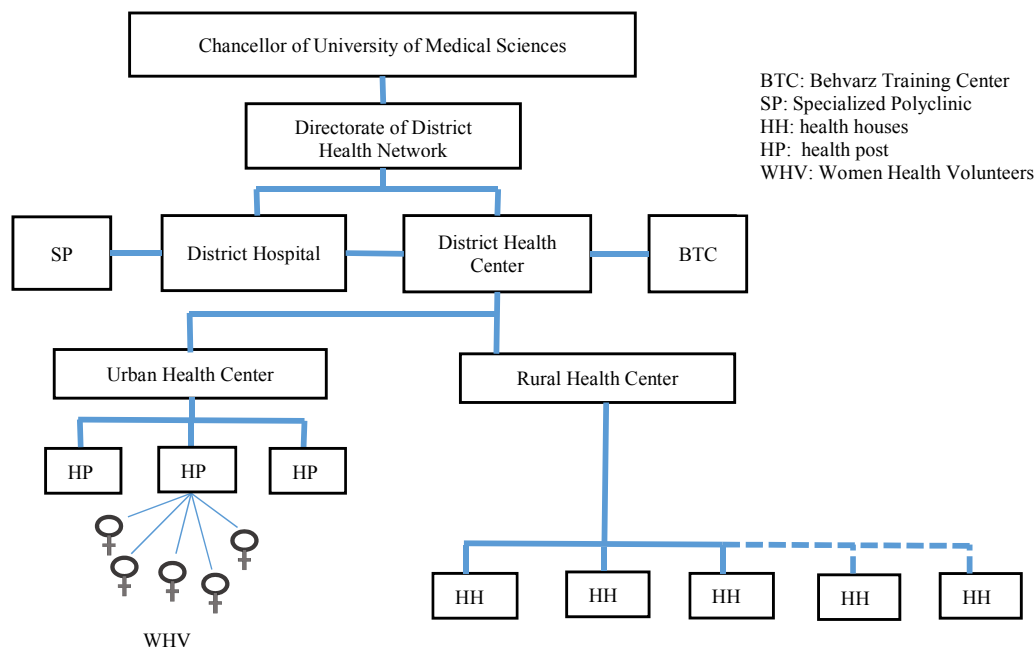 Chancellor of University of Medical Sciences
BTC: Behvarz Training Center
SP: Specialized Polyclinic
HH: health houses
HP:  health post
WHV: Women Health Volunteers
Directorate of District
Health Network
SP
District Hospital
District Health
Center
BTC
Urban Health Center
Rural Health Center
HP
HP
HP
HH
HH
HH
HH
HH
WHV